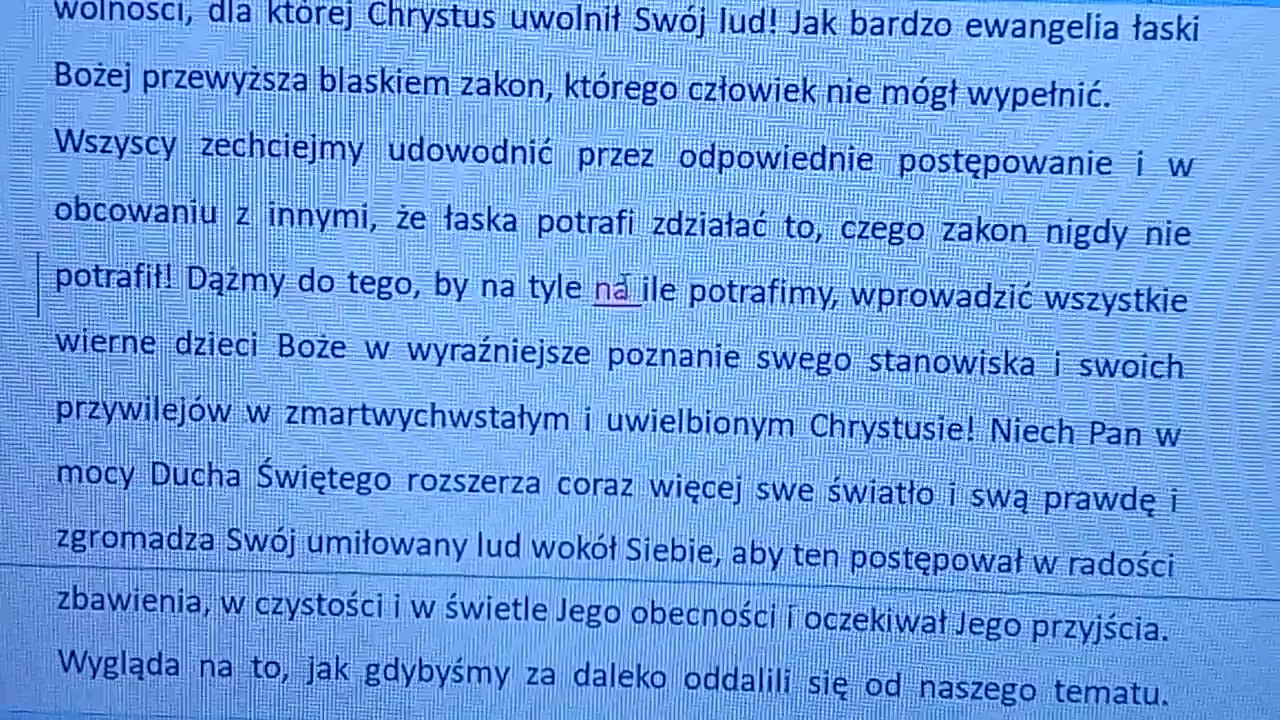 wolności, dla której Chrystus uwolnił Swój lud! Jak bardzo ewangelia łaski
Bożej przewyższa blaskiem zakon, którego człowiek nie mógł wypełnić.
Wszyscy zechciejmy udowodnić przez odpowiednie postępowanie i w
obcowaniu z innymi, że łaska potrafi zdziałać to, czego zakon nigdy nie
potrafił! Dążmy do tego, by na tyle na ile potrafimy, wprowadzić wszystkie
wierne dzieci Boże w wyraźniejsze poznanie swego stanowiska i swoich
przywilejów w zmartwychwstałym i uwielbionym Chrystusie! Niech Pan w
mocy Ducha Świętego rozszerza coraz więcej swe światło i swą prawdę i
zgromadza Swój umiłowany lud wokół Siebie, aby ten postępował w radości
zbawienia, w czystości i w świetle Jego obecności i oczekiwał Jego przyjścia.
Wygląda na to, jak gdybyśmy za daleko oddalili się od naszego tematu.